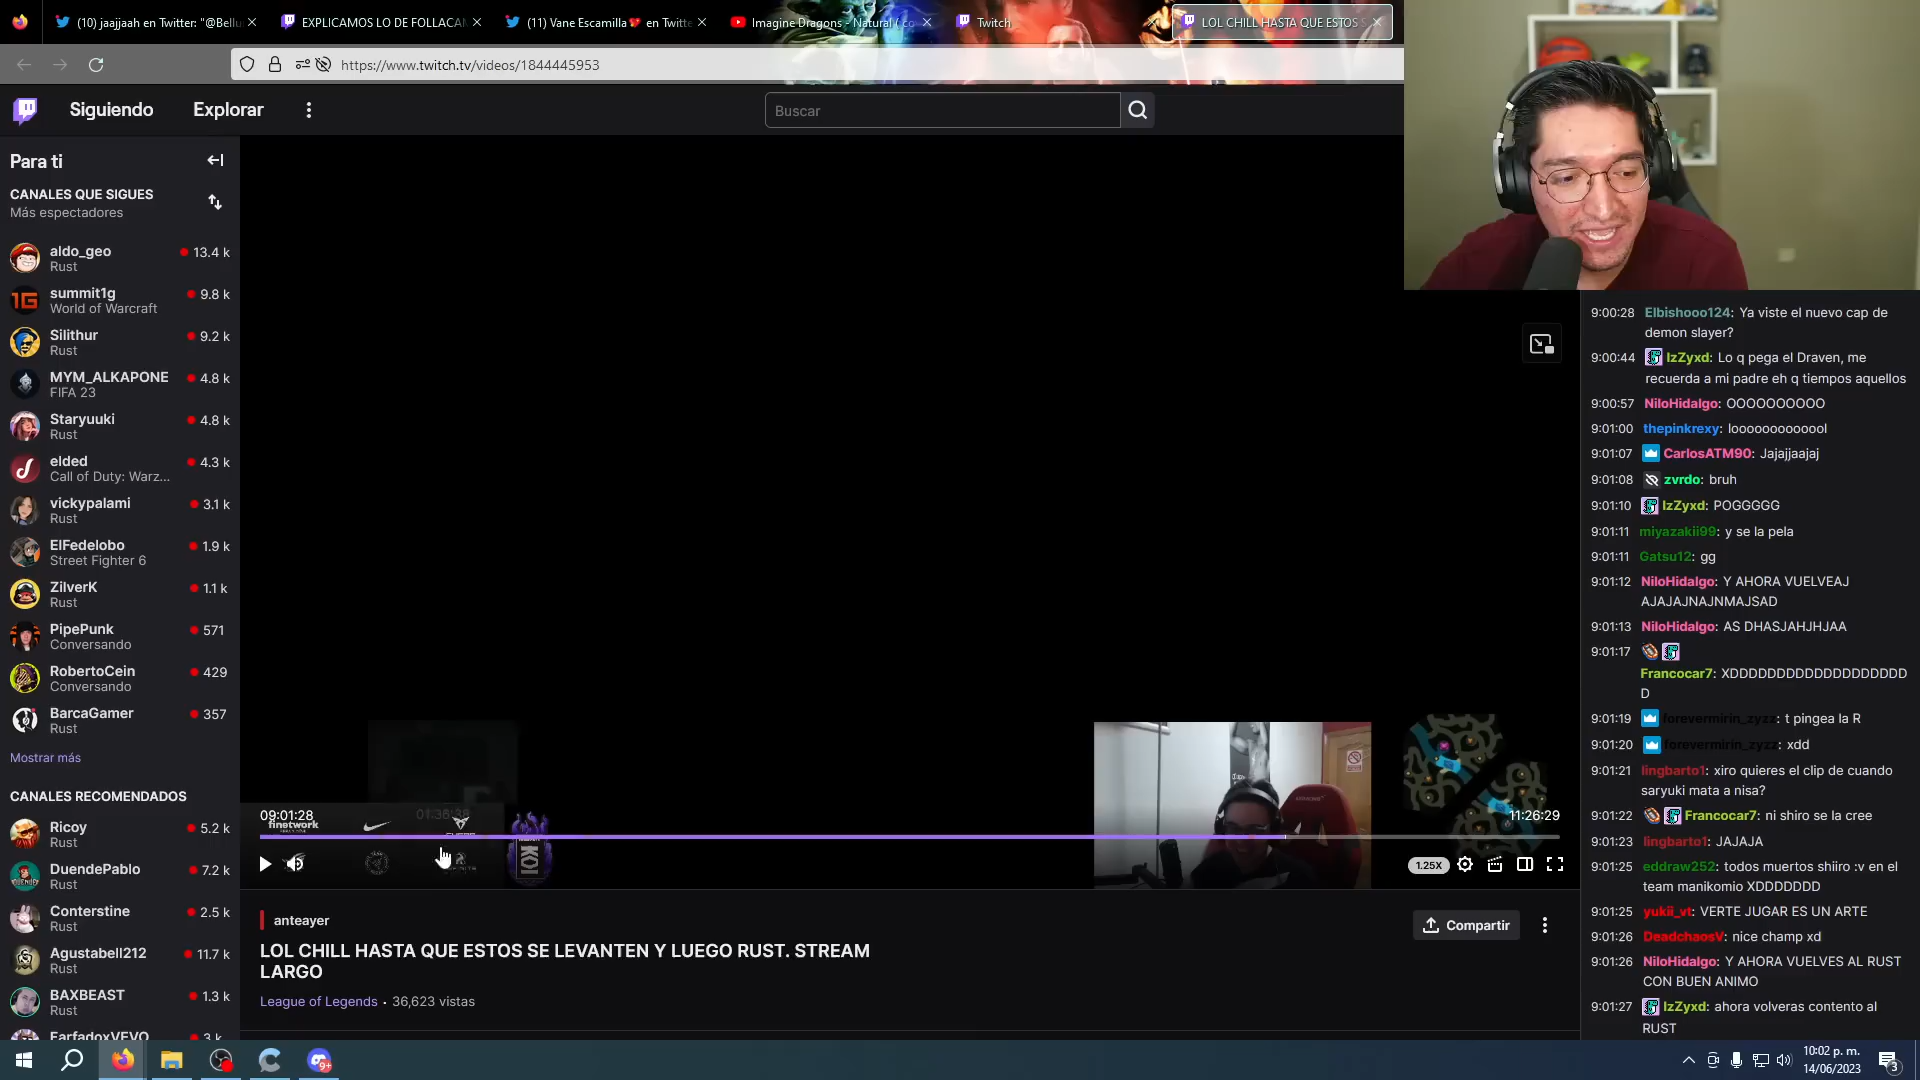 (10) jaajjaah en Twitter: "@Bellu
EXPLICAMOS LO DE FOLLACA
(11) Vane Escamilla en Twitte
Imagine Dragons - Natural ( co
Twitch
LOL CHILL HASTA QUE ESTOS S
https://www.twitch.tv/videos/1844445953
Siguiendo
Explorar
Buscar
Para ti
CANALES QUE SIGUES
Más espectadores
aldo_geo
13.4 k
Rust
summit1g
9.8 k
World of Warcraft
Silithur
9.2 k
Rust
MYM_ALKAPONE
4.8 k
FIFA 23
Staryuuki
4.8 k
Rust
elded
4.3 k
Call of Duty: Warz...
vickypalami
3.1 k
Rust
ElFedelobo
1.9 k
Street Fighter 6
ZilverK
1.1 k
Rust
PipePunk
571
Conversando
RobertoCein
429
Conversando
BarcaGamer
357
Rust
Mostrar más
CANALES RECOMENDADOS
Ricoy
5.2 k
Rust
DuendePablo
7.2 k
Rust
Conterstine
2.5 k
Rust
Agustabell212
11.7 k
Rust
BAXBEAST
1.3 k
Rust
FarfadoxVEVO
3 k
09:01:28
finetwork
01:38:38
KOI
11:26:29
1.25X
anteayer
Compartir
LOL CHILL HASTA QUE ESTOS SE LEVANTEN Y LUEGO RUST. STREAM
LARGO
League of Legends • 36,623 vistas
9:00:28 Elbishooo124: Ya viste el nuevo cap de
demon slayer?
9:00:44 IzZyxd: Lo q pega el Draven, me
recuerda a mi padre eh q tiempos aquellos
9:00:57 NiloHidalgo: OOOOOOOOOO
9:01:00 thepinkrexy: looooooooooool
9:01:07 CarlosATM90: Jajajjaajaj
9:01:08 zvrdo: bruh
9:01:10 IzZyxd: POGGGGG
9:01:11 miyazakii99: y se la pela
9:01:11 Gatsu12: gg
9:01:12 NiloHidalgo: Y AHORA VUELVEAJ
AJAJAJNAJNMAJSAD
9:01:13 NiloHidalgo: AS DHASJAHJHJAA
9:01:17
Francocar7: XDDDDDDDDDDDDDDDDDD
D
9:01:19 forevermirin_zyzz: t pingea la R
9:01:20 forevermirin_zyzz: xdd
9:01:21 lingbarto1: xiro quieres el clip de cuando
saryuki mata a nisa?
9:01:22 Francocar7: ni shiro se la cree
9:01:23 lingbarto1: JAJAJA
9:01:25 eddraw252: todos muertos shiiro :v en el
team manikomio XDDDDDDD
9:01:25 yukii_vt: VERTE JUGAR ES UN ARTE
9:01:26 DeadchaosV: nice champ xd
9:01:26 NiloHidalgo: Y AHORA VUELVES AL RUST
CON BUEN ANIMO
9:01:27 IzZyxd: ahora volveras contento al
RUST
9+
10:02 p. m.
14/06/2023
3